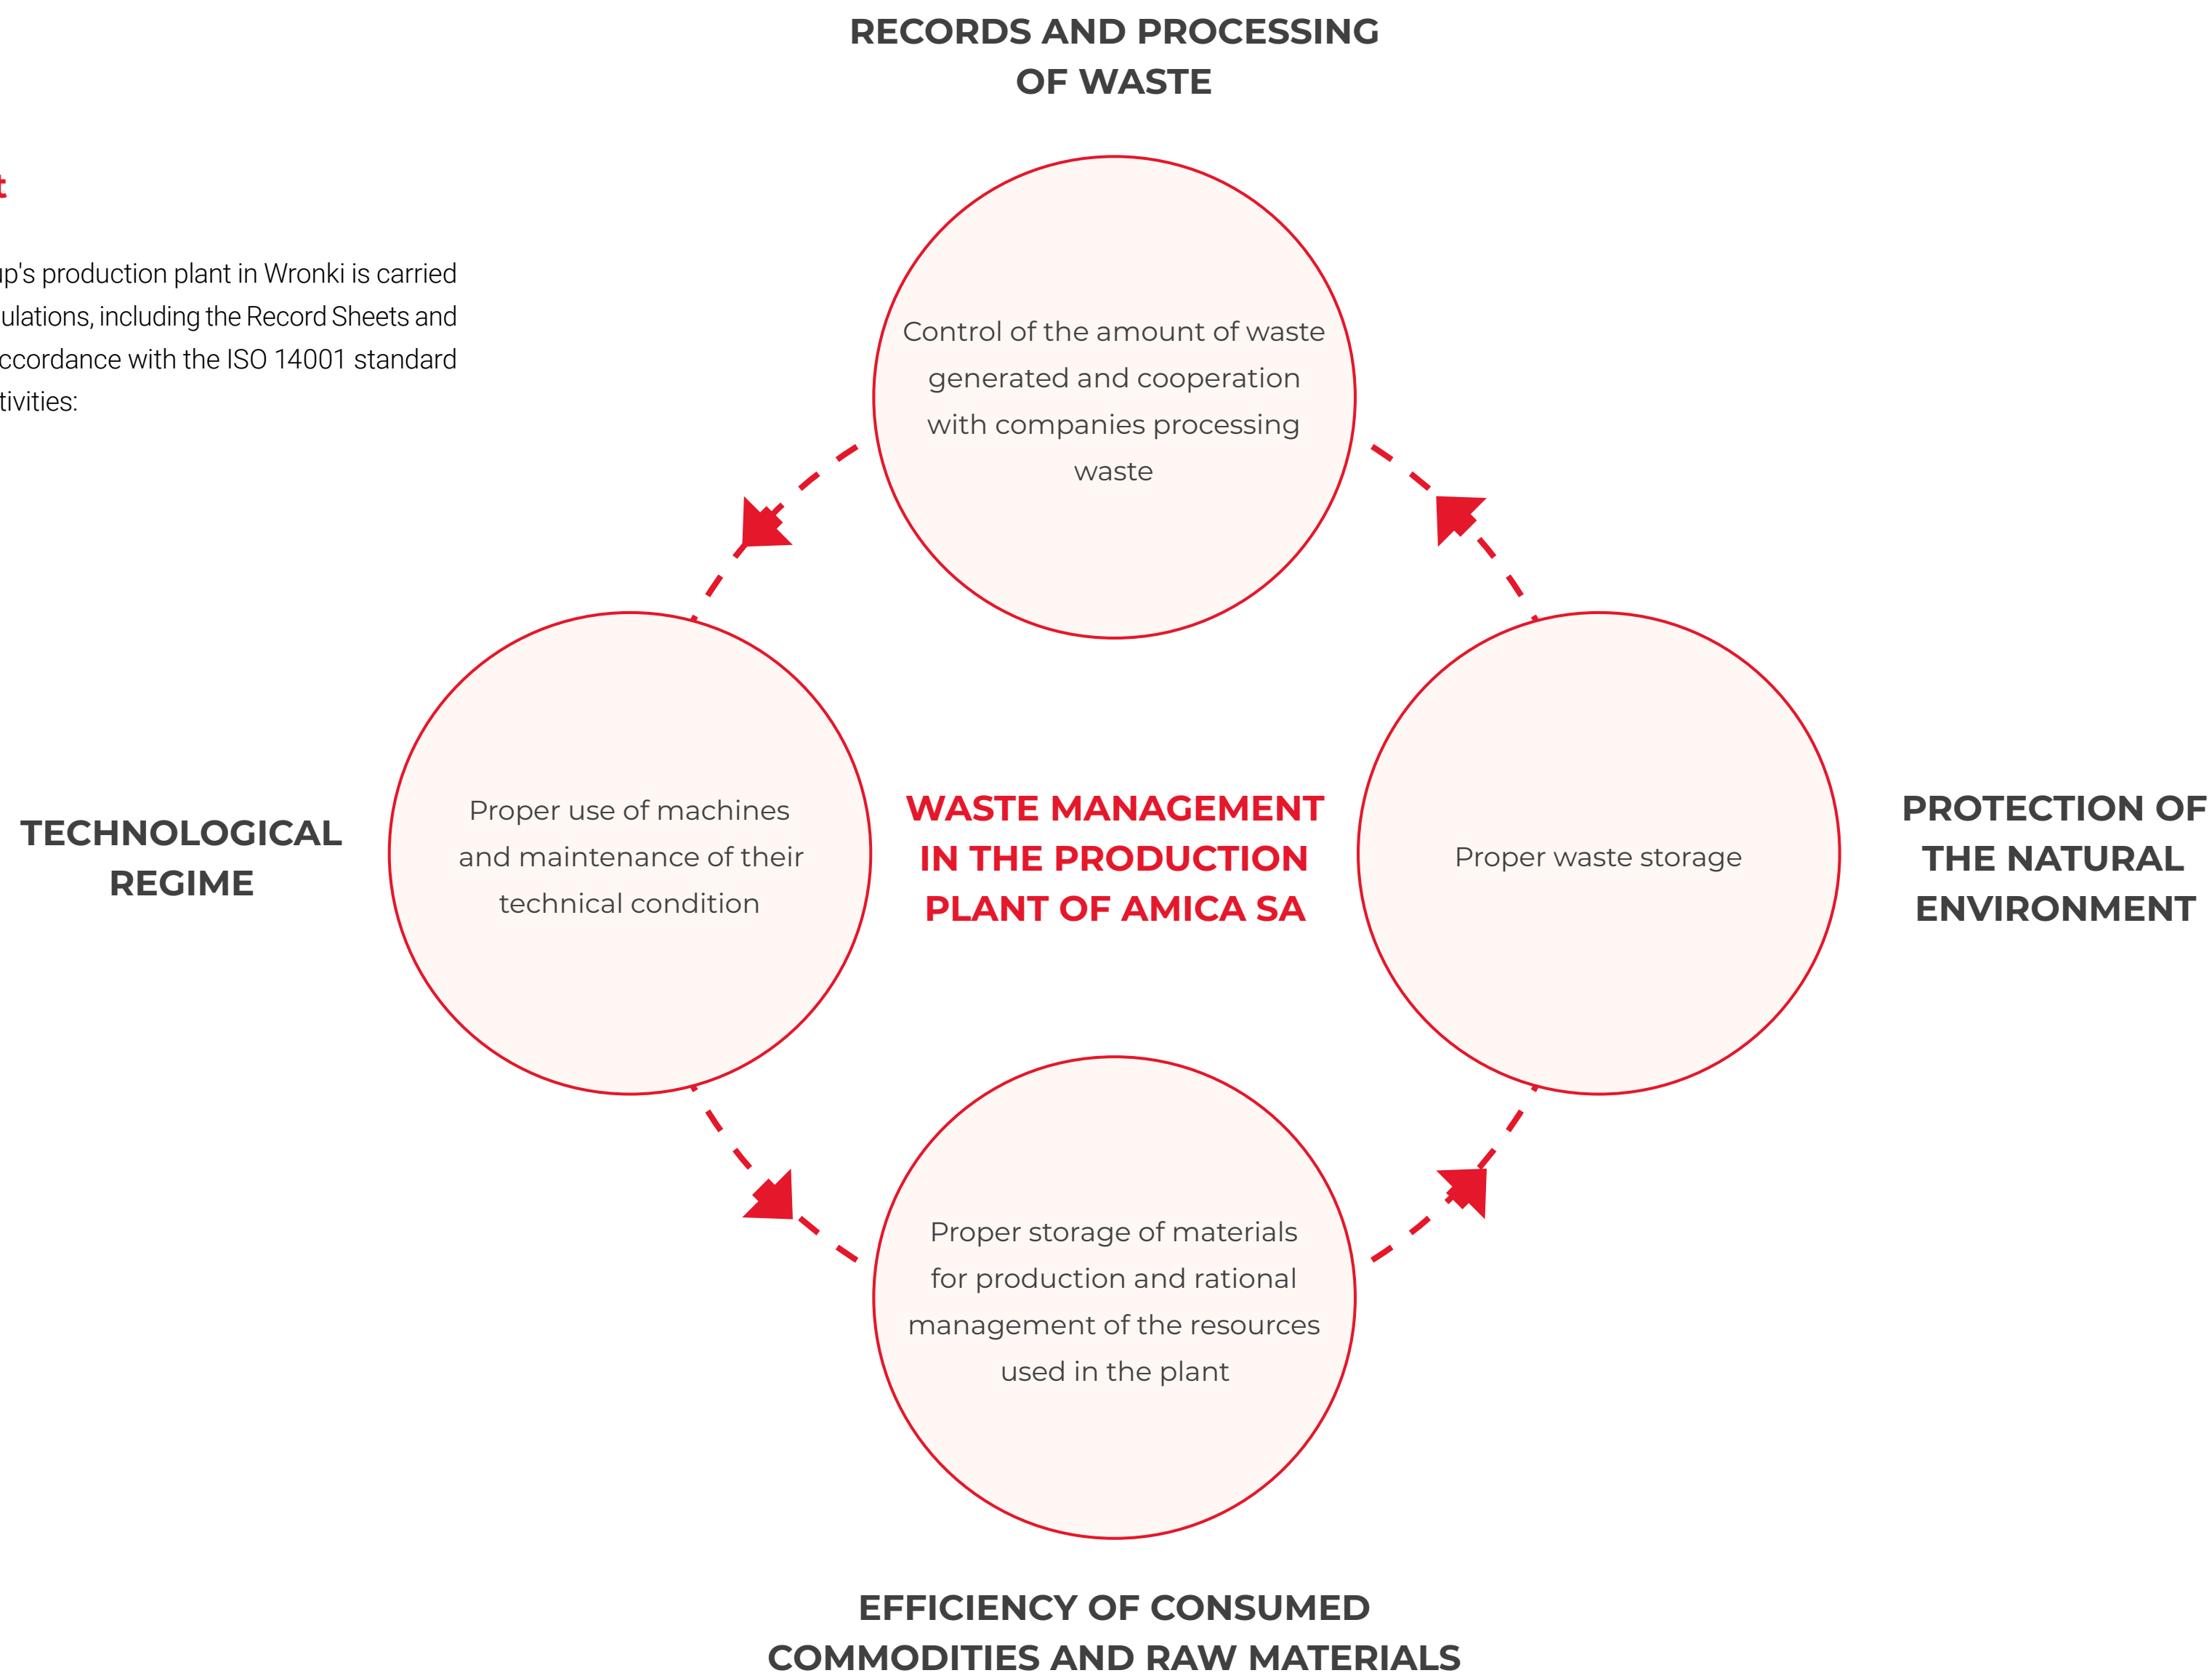 RECORDS AND PROCESSING
OF WASTE
production plant in Wronki is carried
including the Record Sheets and
with the ISO 14001 standard
Control of the amount of waste
generated and cooperation
with companies processing
waste
TECHNOLOGICAL
REGIME
Proper use of machines
and maintenance of their
technical condition
WASTE MANAGEMENT
IN THE PRODUCTION
PLANT OF AMICA SA
Proper waste storage
PROTECTION OF
THE NATURAL
ENVIRONMENT
Proper storage of materials
for production and rational
management of the resources
used in the plant
EFFICIENCY OF CONSUMED
COMMODITIES AND RAW MATERIALS